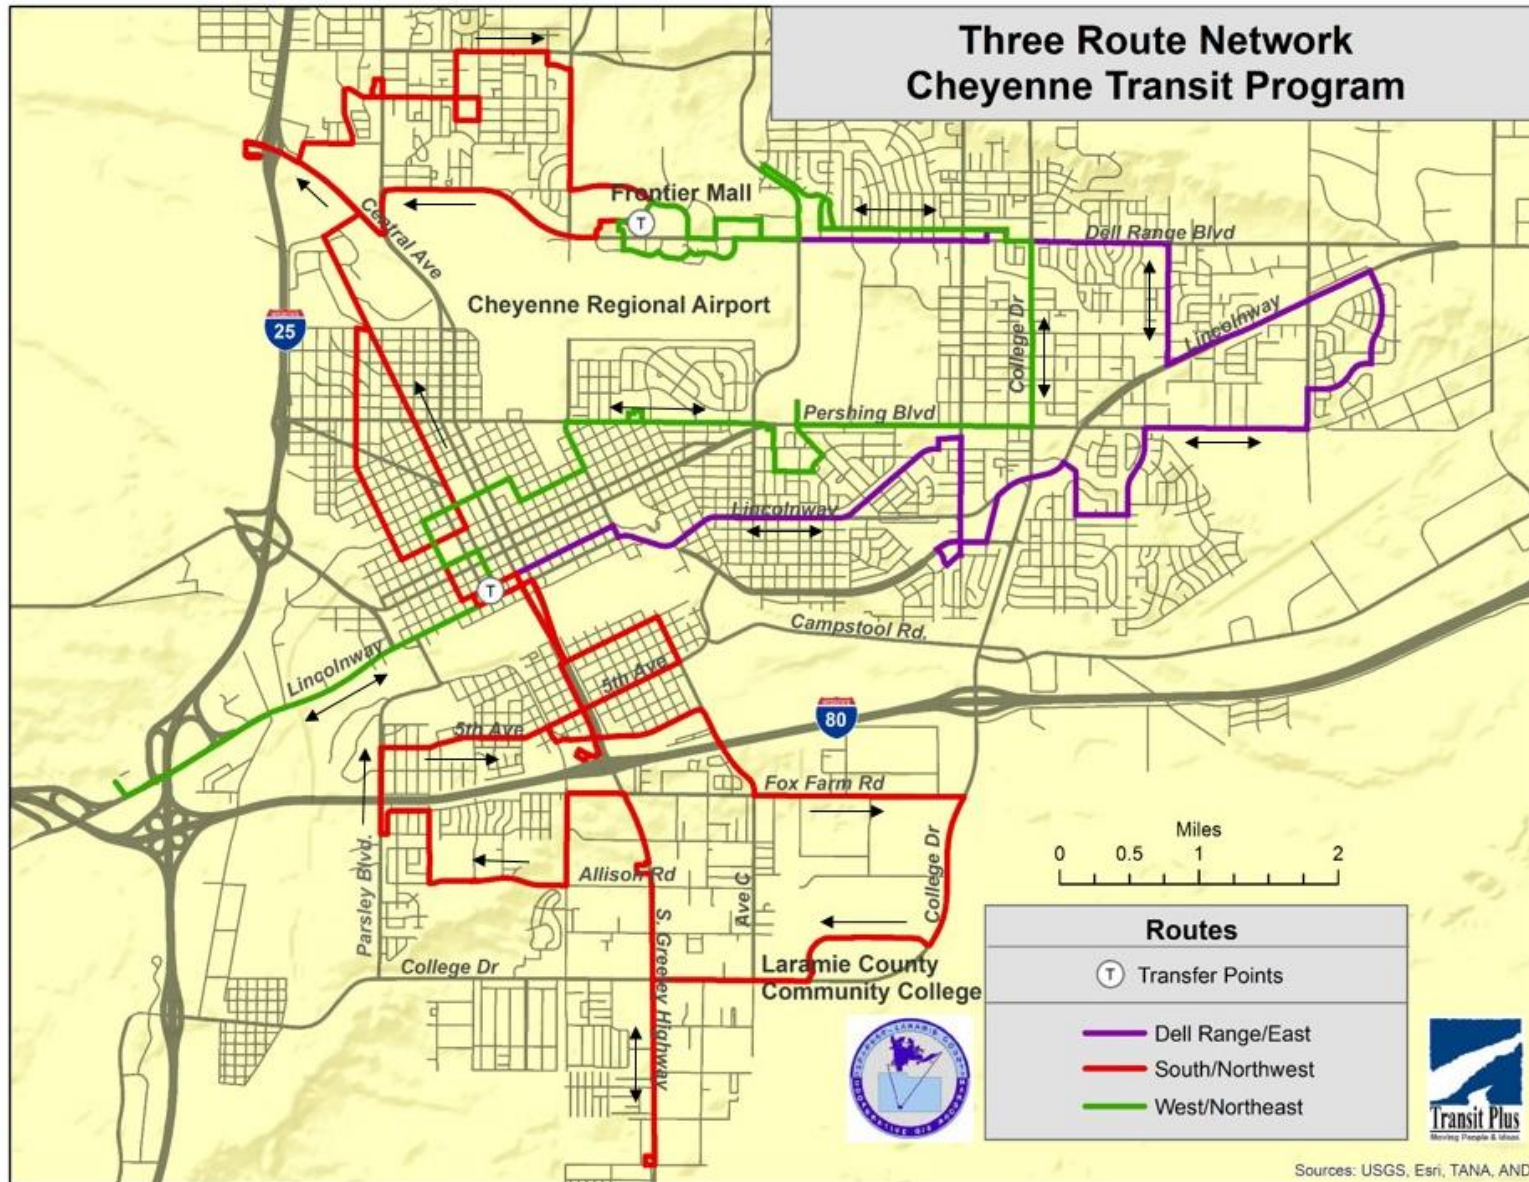 Three Route Network
Cheyenne Transit Program
Frontier Mall
T
Central Ave
Dell Range Blvd
Cheyenne Regional Airport
25
College Dr
Lincolnway
Pershing Blvd
Lincolnway
T
Campstool Rd.
Lincolnway
5th Ave
5th Ave
80
Fox Farm Rd
Miles
0 0.5 1 2
Parsley Blvd.
Allison Rd
Ave C
College Dr
S. Greeley Highway
College Dr
Laramie County
Community College
Routes
T Transfer Points
Dell Range/East
South/Northwest
West/Northeast
Transit Plus
Moving People & Ideas
Sources: USGS, Esri, TANA, AND